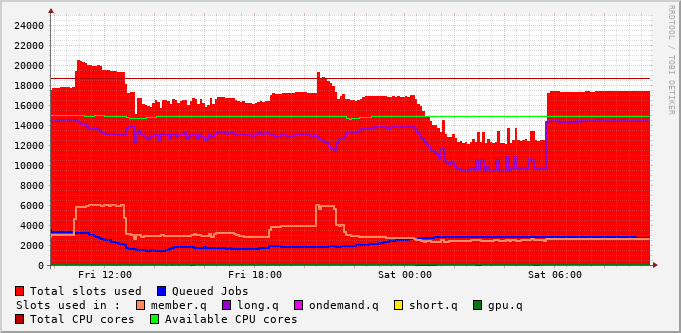 24000
22000
20000
18000
16000
14000
12000
10000
8000
6000
4000
2000
0
Fri 12:00 Fri 18:00 Sat 00:00 Sat 06:00
Total slots used Queued Jobs
Slots used in : member.q long.q ondemand.q short.q gpu.q
Total CPU cores Available CPU cores
RRDTOOL / TOBI OETIKER